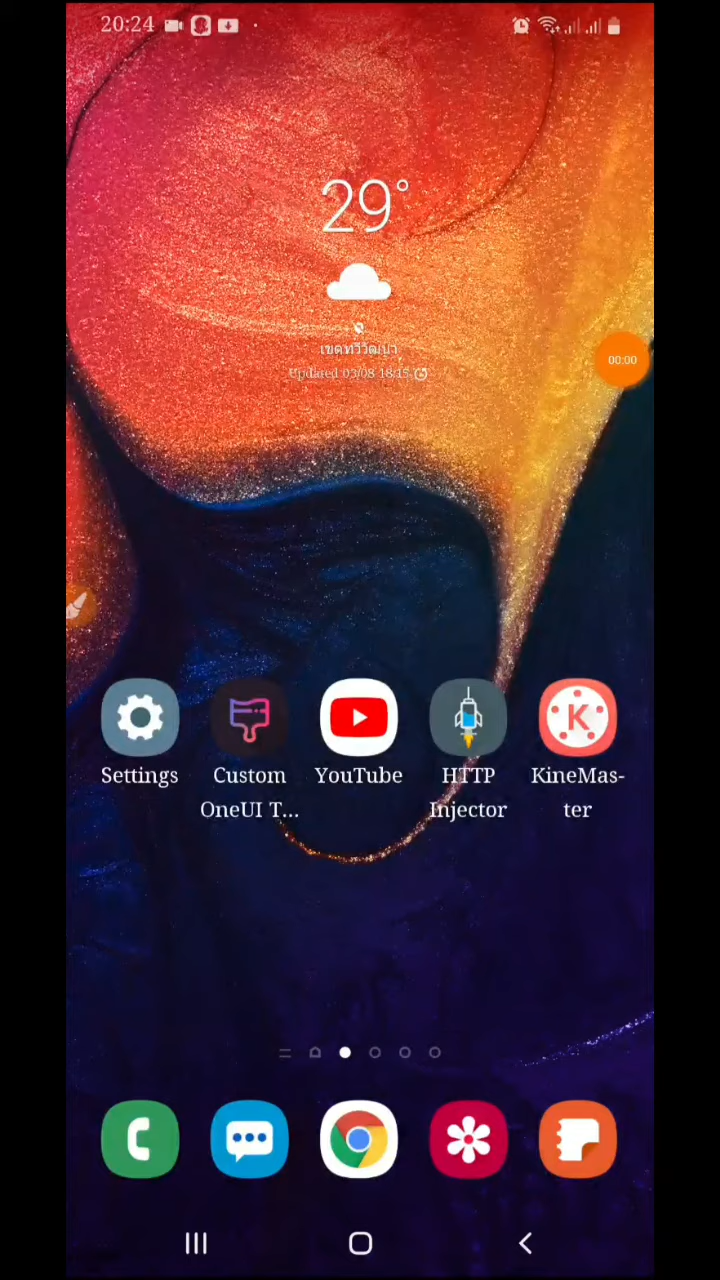 20:24
29°
เขตทวีวัฒนา
Updated 03/08 18:15
00:00
Settings
Custom OneUI T...
YouTube
HTTP Injector
KineMas-
ter
K